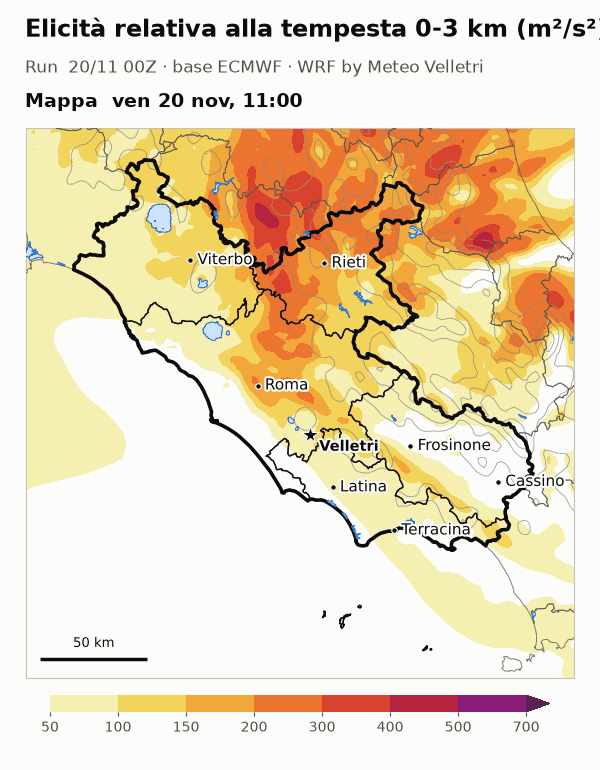 Elicità relativa alla tempesta 0-3 km (m²/s²)
Run  20/11 00Z · base ECMWF · WRF by Meteo Velletri
Mappa  ven 20 nov, 11:00
Viterbo
Rieti
Roma
Velletri
Frosinone
Cassino
Latina
Terracina
50 km
50 100 150 200 300 400 500 700